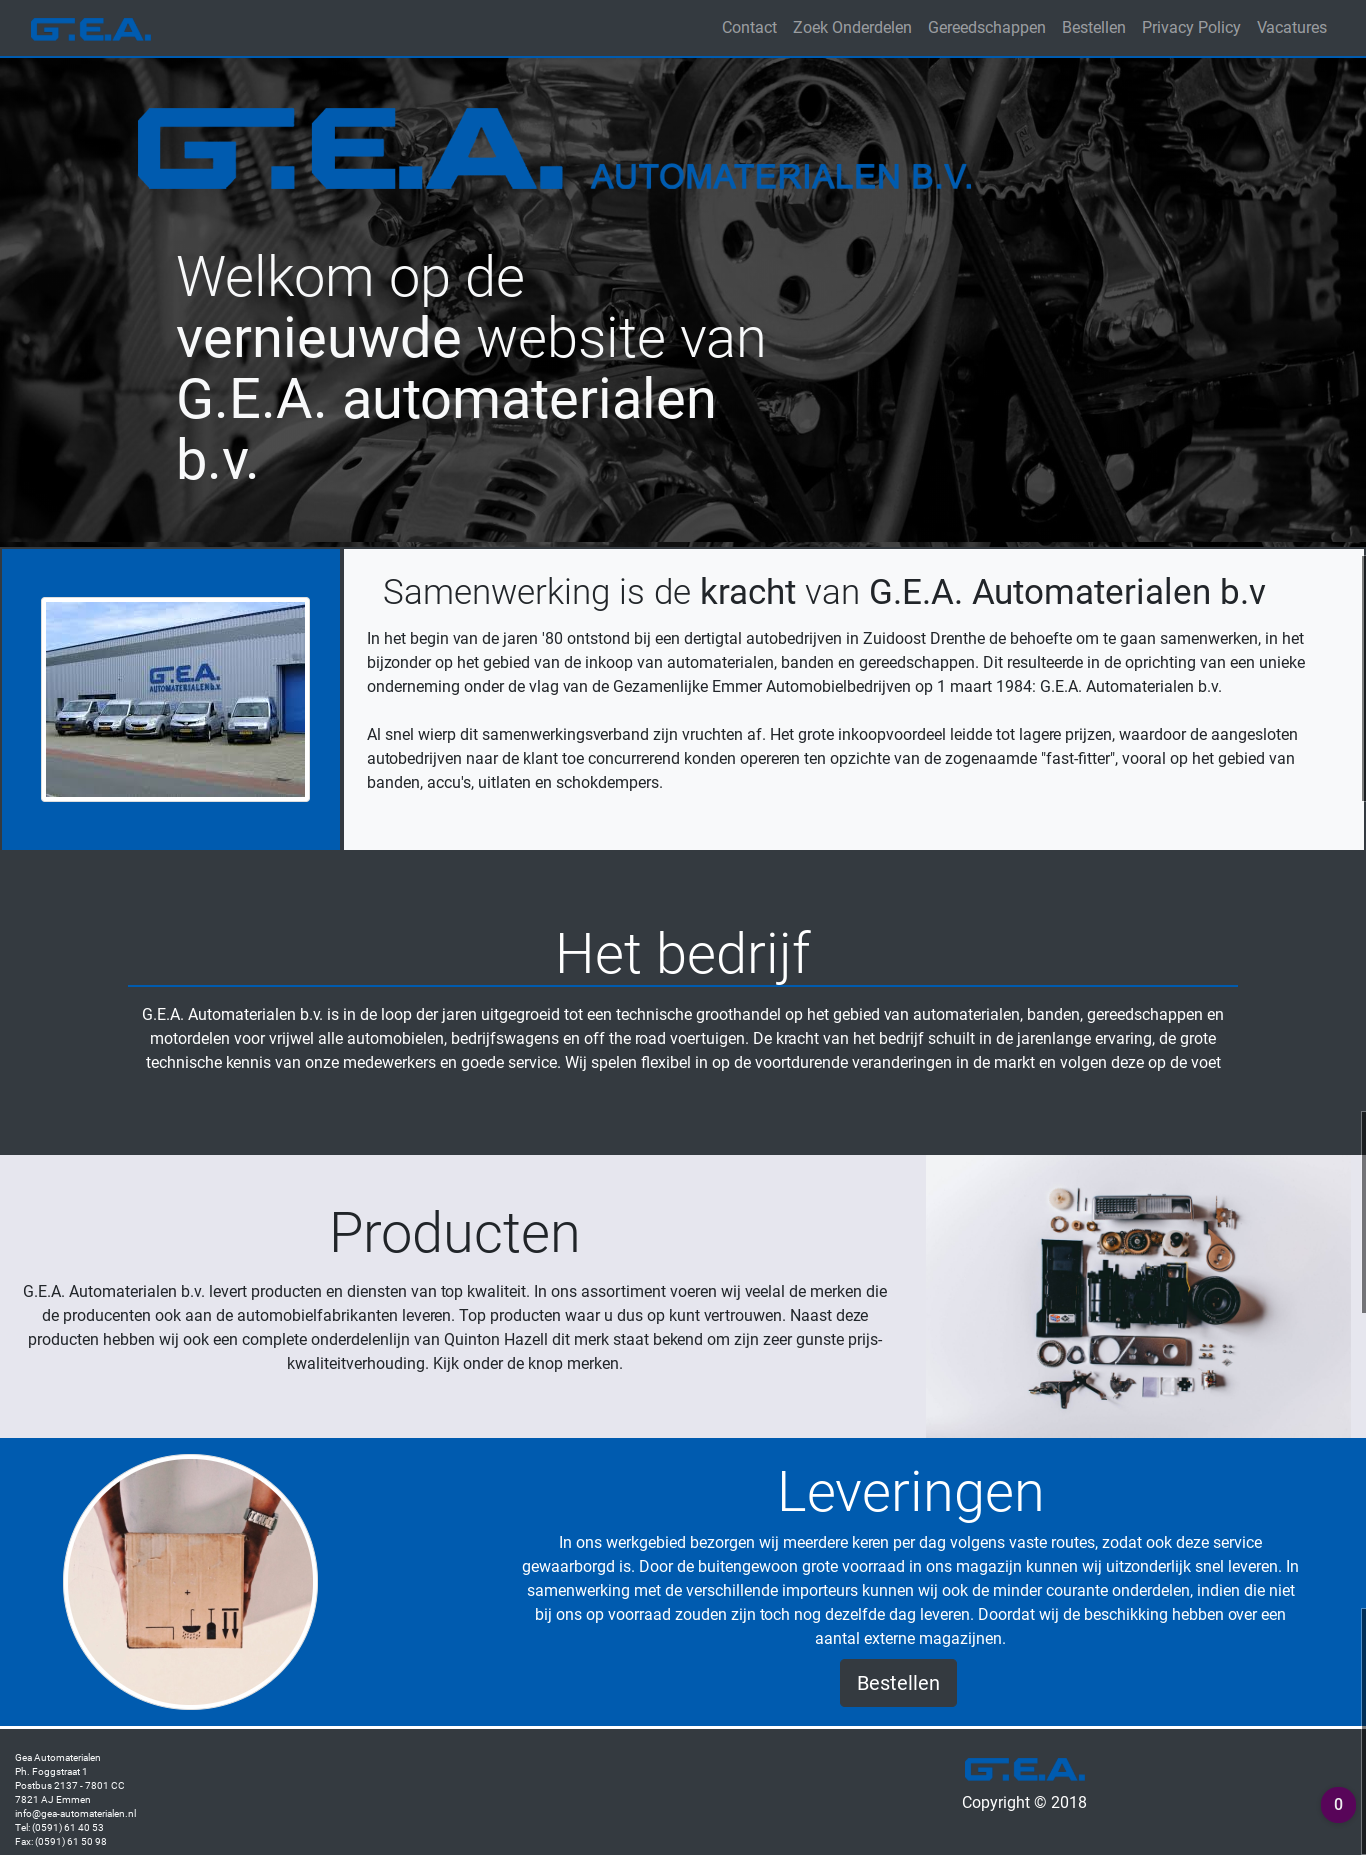 G.E.A.
Contact Zoek Onderdelen Gereedschappen Bestellen Privacy Policy Vacatures
G.E.A. AUTOMATERIALEN B.V.
Welkom op de
vernieuwde website van
G.E.A. automaterialen
b.v.
G.E.A.
AUTOMATERIALEN b.v.
Samenwerking is de kracht van G.E.A. Automaterialen b.v
In het begin van de jaren '80 ontstond bij een dertigtal autobedrijven in Zuidoost Drenthe de behoefte om te gaan samenwerken, in het
bijzonder op het gebied van de inkoop van automaterialen, banden en gereedschappen. Dit resulteerde in de oprichting van een unieke
onderneming onder de vlag van de Gezamenlijke Emmer Automobielbedrijven op 1 maart 1984: G.E.A. Automaterialen b.v.
Al snel wierp dit samenwerkingsverband zijn vruchten af. Het grote inkoopvoordeel leidde tot lagere prijzen, waardoor de aangesloten
autobedrijven naar de klant toe concurrerend konden opereren ten opzichte van de zogenaamde "fast-fitter", vooral op het gebied van
banden, accu's, uitlaten en schokdempers.
Het bedrijf
G.E.A. Automaterialen b.v. is in de loop der jaren uitgegroeid tot een technische groothandel op het gebied van automaterialen, banden, gereedschappen en
motordelen voor vrijwel alle automobielen, bedrijfswagens en off the road voertuigen. De kracht van het bedrijf schuilt in de jarenlange ervaring, de grote
technische kennis van onze medewerkers en goede service. Wij spelen flexibel in op de voortdurende veranderingen in de markt en volgen deze op de voet
Producten
G.E.A. Automaterialen b.v. levert producten en diensten van top kwaliteit. In ons assortiment voeren wij veelal de merken die
de producenten ook aan de automobielfabrikanten leveren. Top producten waar u dus op kunt vertrouwen. Naast deze
producten hebben wij ook een complete onderdelenlijn van Quinton Hazell dit merk staat bekend om zijn zeer gunste prijs-
kwaliteitverhouding. Kijk onder de knop merken.
Leveringen
In ons werkgebied bezorgen wij meerdere keren per dag volgens vaste routes, zodat ook deze service
gewaarborgd is. Door de buitengewoon grote voorraad in ons magazijn kunnen wij uitzonderlijk snel leveren. In
samenwerking met de verschillende importeurs kunnen wij ook de minder courante onderdelen, indien die niet
bij ons op voorraad zouden zijn toch nog dezelfde dag leveren. Doordat wij de beschikking hebben over een
aantal externe magazijnen.
Bestellen
Gea Automaterialen
Ph. Foggstraat 1
Postbus 2137 - 7801 CC
7821 AJ Emmen
info@gea-automaterialen.nl
Tel: (0591) 61 40 53
Fax: (0591) 61 50 98
G.E.A.
Copyright © 2018
0